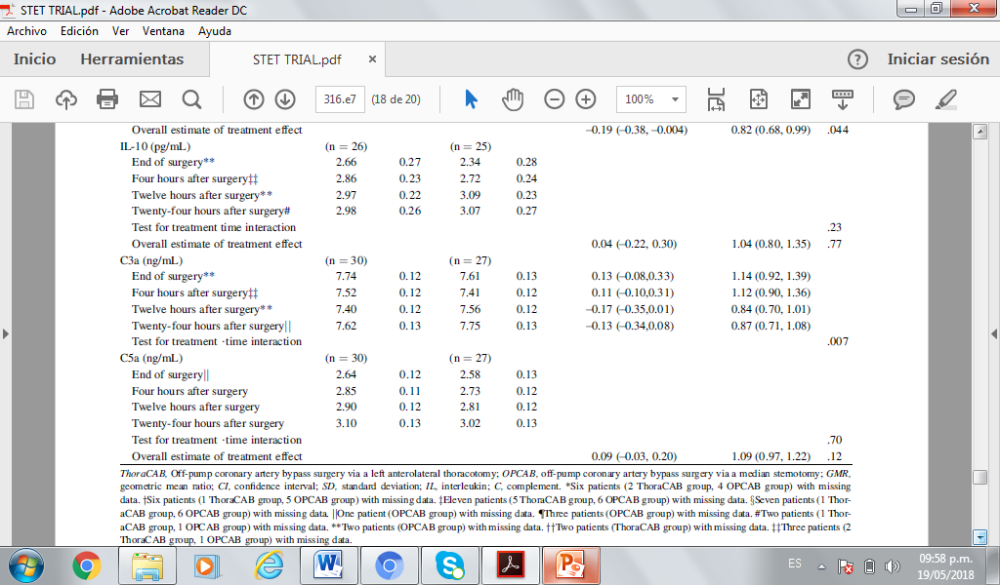 STET TRIAL.pdf - Adobe Acrobat Reader DC
Archivo Edición Ver Ventana Ayuda
Inicio Herramientas STET TRIAL.pdf × ? Iniciar sesión
316.e7 (18 de 20) 100%
Overall estimate of treatment effect −0.19 (−0.38, −0.004) 0.82 (0.68, 0.99) .044
IL-10 (pg/mL) (n = 26) (n = 25)
End of surgery** 2.66 0.27 2.34 0.28
Four hours after surgery‡‡ 2.86 0.23 2.72 0.24
Twelve hours after surgery** 2.97 0.22 3.09 0.23
Twenty-four hours after surgery# 2.98 0.26 3.07 0.27
Test for treatment time interaction .23
Overall estimate of treatment effect 0.04 (−0.22, 0.30) 1.04 (0.80, 1.35) .77
C3a (ng/mL) (n = 30) (n = 27)
End of surgery** 7.74 0.12 7.61 0.13 0.13 (−0.08,0.33) 1.14 (0.92, 1.39)
Four hours after surgery‡‡ 7.52 0.12 7.41 0.12 0.11 (−0.10,0.31) 1.12 (0.90, 1.36)
Twelve hours after surgery** 7.40 0.12 7.56 0.12 −0.17 (−0.35,0.01) 0.84 (0.70, 1.01)
Twenty-four hours after surgery|| 7.62 0.13 7.75 0.13 −0.13 (−0.34,0.08) 0.87 (0.71, 1.08)
Test for treatment ·time interaction .007
C5a (ng/mL) (n = 30) (n = 27)
End of surgery|| 2.64 0.12 2.58 0.13
Four hours after surgery 2.85 0.11 2.73 0.12
Twelve hours after surgery 2.90 0.12 2.81 0.12
Twenty-four hours after surgery 3.10 0.13 3.02 0.13
Test for treatment ·time interaction .70
Overall estimate of treatment effect 0.09 (−0.03, 0.20) 1.09 (0.97, 1.22) .12
ThoraCAB, Off-pump coronary artery bypass surgery via a left anterolateral thoracotomy; OPCAB, off-pump coronary artery bypass surgery via a median sternotomy; GMR,
geometric mean ratio; CI, confidence interval; SD, standard deviation; IL, interleukin; C, complement. *Six patients (2 ThoraCAB group, 4 OPCAB group) with missing
data. †Six patients (1 ThoraCAB group, 5 OPCAB group) with missing data. ‡Eleven patients (5 ThoraCAB group, 6 OPCAB group) with missing data. §Seven patients (1 Thor-
aCAB group, 6 OPCAB group) with missing data. ||One patient (OPCAB group) with missing data. ¶Three patients (OPCAB group) with missing data. #Two patients (1 Thor-
aCAB group, 1 OPCAB group) with missing data. **Two patients (OPCAB group) with missing data. ††Two patients (ThoraCAB group) with missing data. ‡‡Three patients (2
ThoraCAB group, 1 OPCAB group) with missing data.
ES 09:58 p.m.
19/05/2018